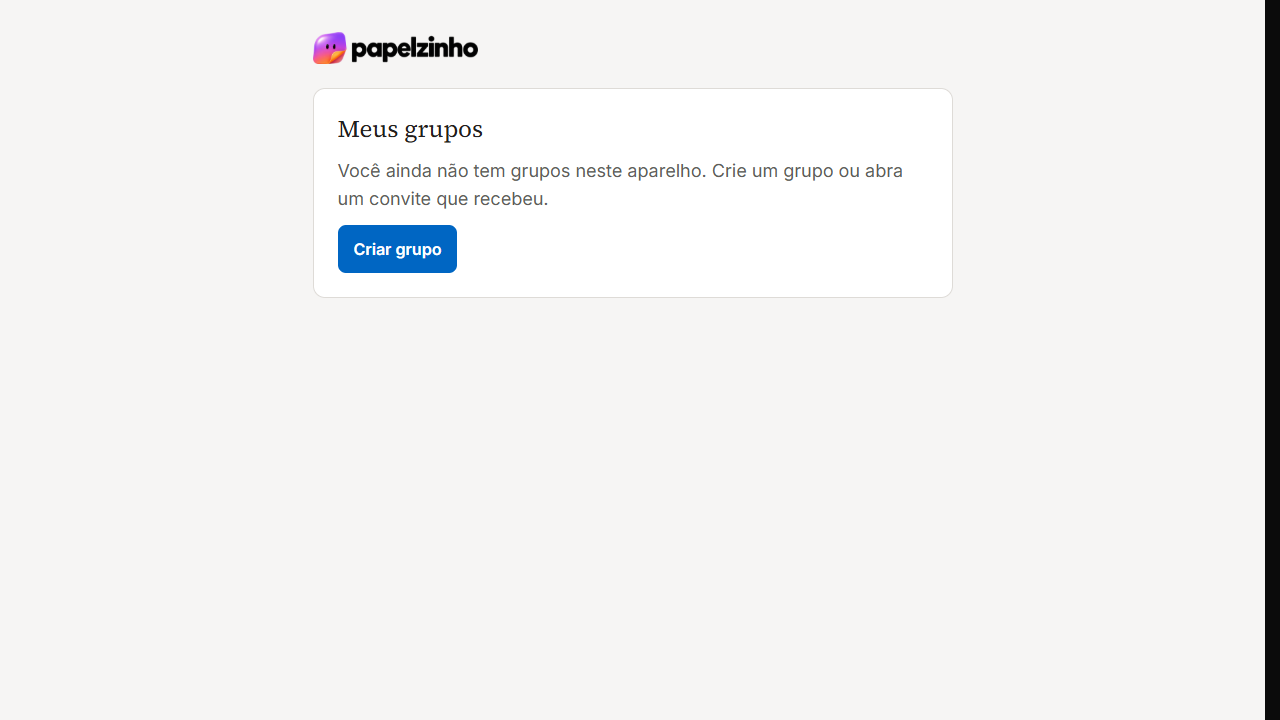 papelzinho
Meus grupos
Você ainda não tem grupos neste aparelho. Crie um grupo ou abra
um convite que recebeu.
Criar grupo